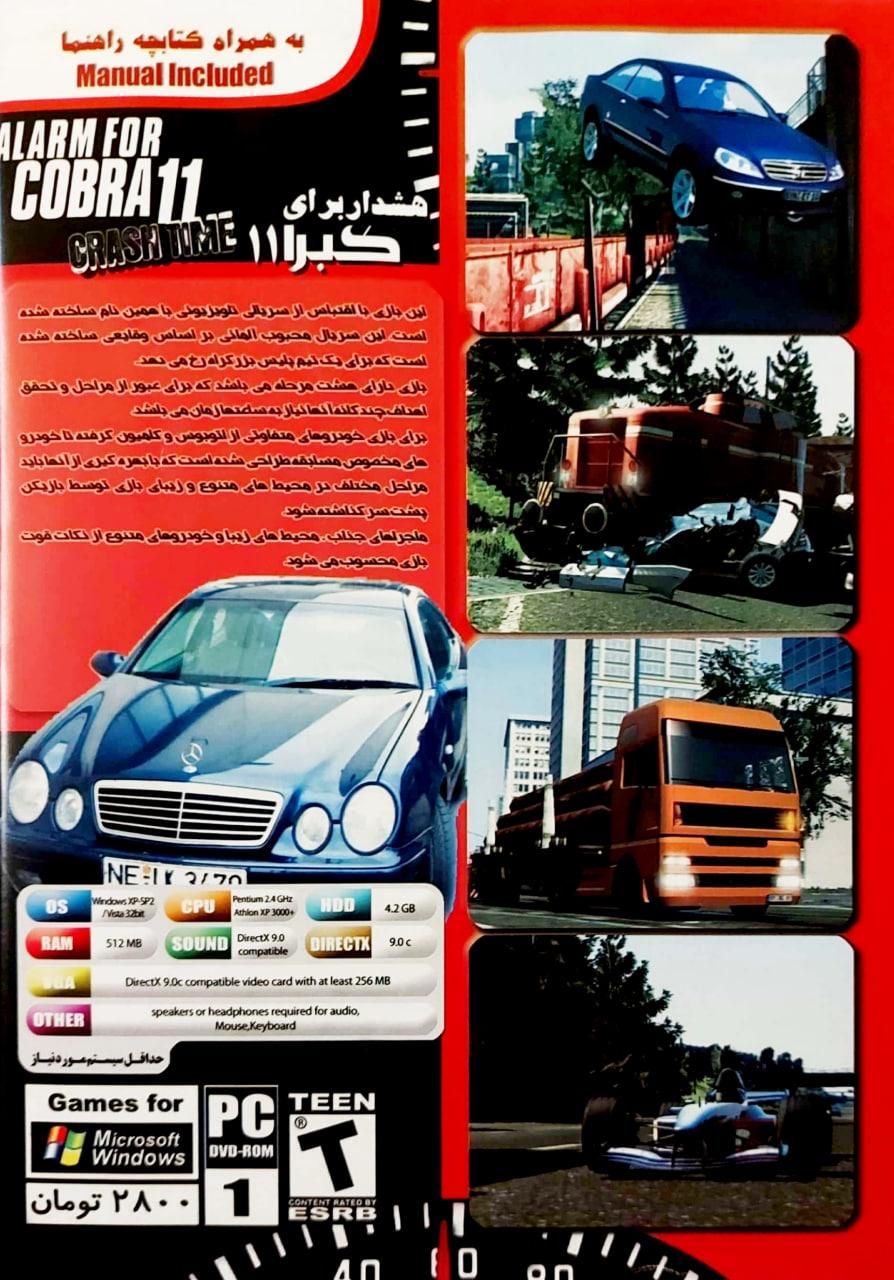 به همراه کتابچه راهنما
Manual Included
ALARM FOR
COBRA 11
CRASH TIME
هشدار برای
کبرا ۱۱
این بازی با اقتباس از سریالی تلویزیونی با همین نام ساخته شده
است. این سریال محبوب آلمانی بر اساس وقایعی ساخته شده
است که برای یک تیم پلیس بزرگراه رخ می دهد.
بازی دارای هشت مرحله می باشد که برای عبور از مراحل و تحقق
اهداف چندگانه آنها نیاز به ساعتها زمان می باشد.
برای بازی خودروهای متفاوتی از اتوبوس و کامیون گرفته تا خودرو
های مخصوص مسابقه طراحی شده است که با بهره گیری از آنها باید
مراحل مختلف در محیط های متنوع و زیبای بازی توسط بازیکن
پشت سر گذاشته شود.
ماجراهای جذاب، محیط های زیبا و خودروهای متنوع از نکات قوت
بازی محسوب می شود.
NE LK 3479
OS Windows XP-SP2 /Vista 32bit CPU Pentium 2.4 GHz Athlon XP 3000+ HDD 4.2 GB
RAM 512 MB SOUND DirectX 9.0 compatible DIRECTX 9.0 c
VGA DirectX 9.0c compatible video card with at least 256 MB
OTHER speakers or headphones required for audio,
Mouse,Keyboard
حداقل سیستم مورد نیاز
Games for
Microsoft
Windows
۲۸۰۰ تومان
PC
DVD-ROM
1
TEEN
T
®
CONTENT RATED BY
ESRB
40 60 80